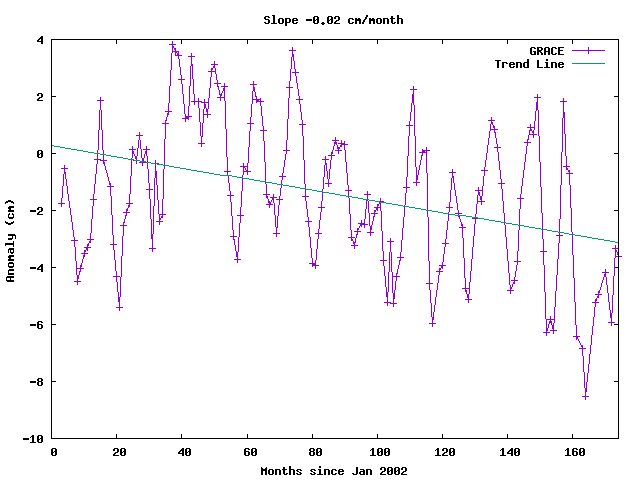 Slope -0.02 cm/month
GRACE
Trend Line
4
2
0
-2
-4
-6
-8
-10
Anomaly (cm)
0 20 40 60 80 100 120 140 160
Months since Jan 2002